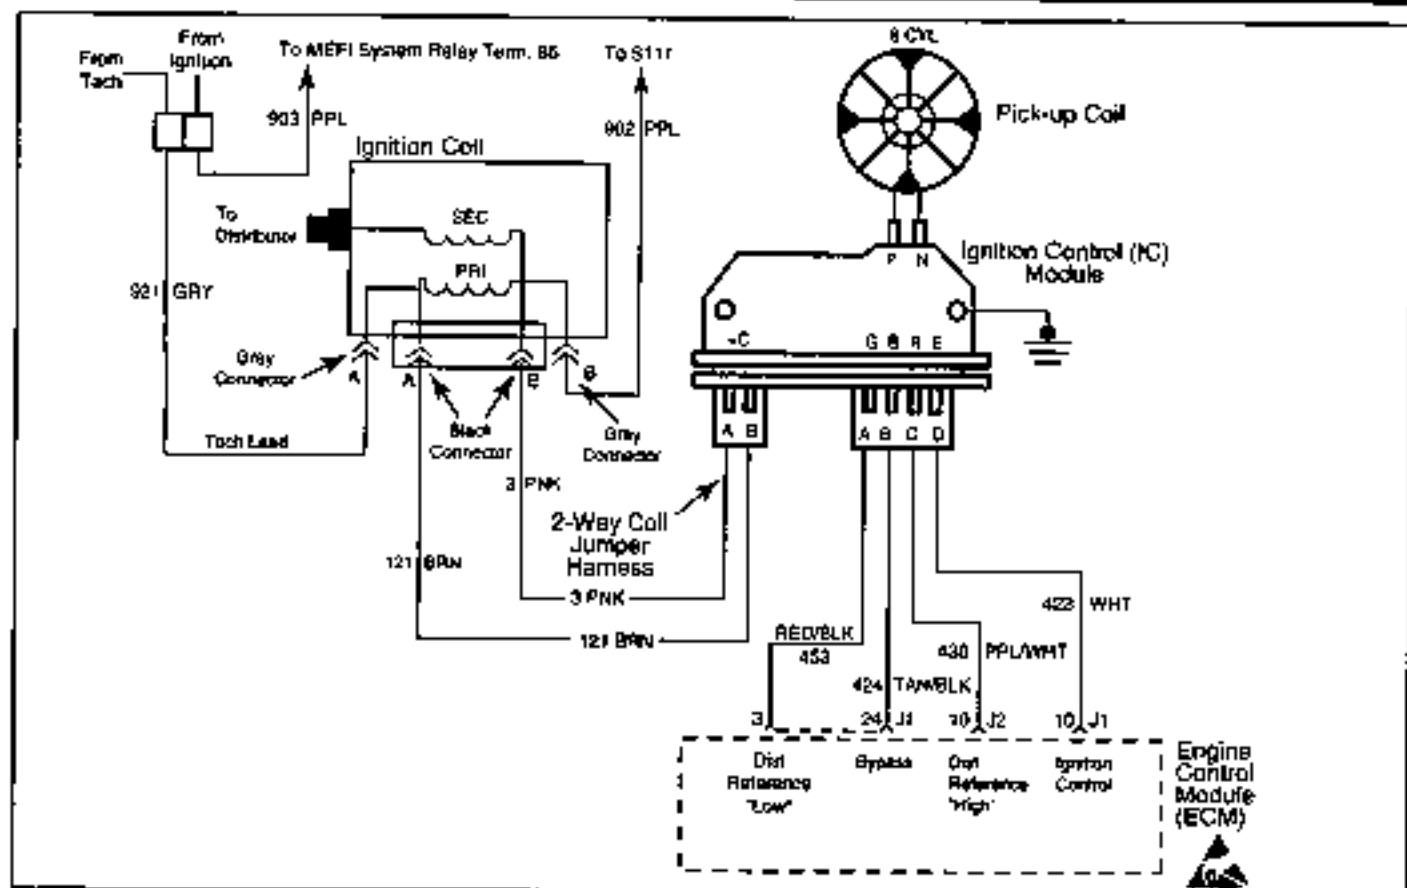 From
Tach
From
Ignition
To MEFI System Relay Term. 86
To S111
8 CYL
903 PPL
902 PPL
Pick-up Coil
Ignition Coil
To
Distributor
SEC
PRI
P N
Ignition Control (IC)
Module
921 GRY
+C
G B R E
Gray
Connector
A
A
B
B
Black
Connector
Gray
Connector
Tach Lead
A B
A B C D
3 PNK
2-Way Coil
Jumper
Harness
121 BRN
3 PNK
121 BRN
RED/BLK
453
424 TAN/BLK
430 PPL/WHT
423 WHT
3
24 J1
10 J1
Dist
Reference
"Low"
Bypass
Dist
Reference
"High"
Ignition
Control
Engine
Control
Module
(ECM)